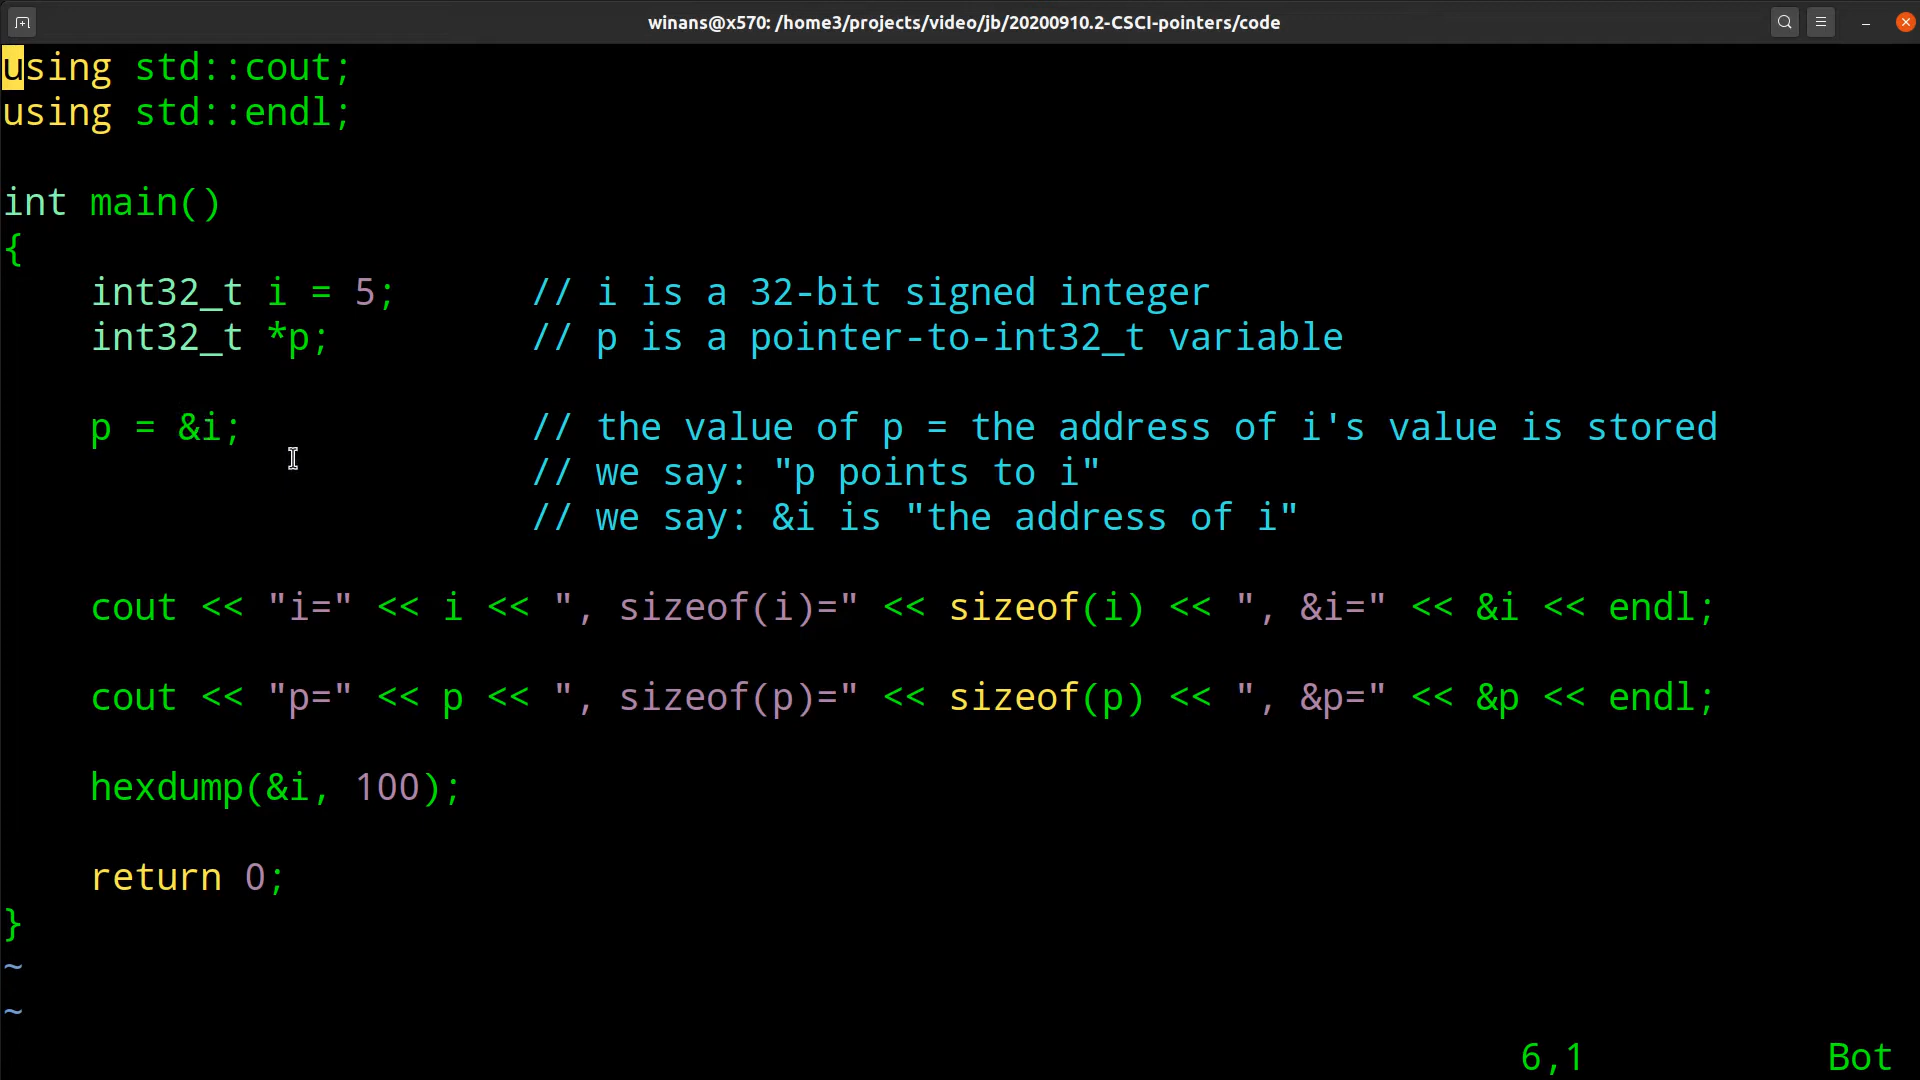 winans@x570: /home3/projects/video/jb/20200910.2-CSCI-pointers/code
using std::cout;
using std::endl;
int main()
{
    int32_t i = 5;      // i is a 32-bit signed integer
    int32_t *p;         // p is a pointer-to-int32_t variable
    p = &i;             // the value of p = the address of i's value is stored
                        // we say: "p points to i"
                        // we say: &i is "the address of i"
    cout << "i=" << i << ", sizeof(i)=" << sizeof(i) << ", &i=" << &i << endl;
    cout << "p=" << p << ", sizeof(p)=" << sizeof(p) << ", &p=" << &p << endl;
    hexdump(&i, 100);
    return 0;
}
~
~
6,1 Bot